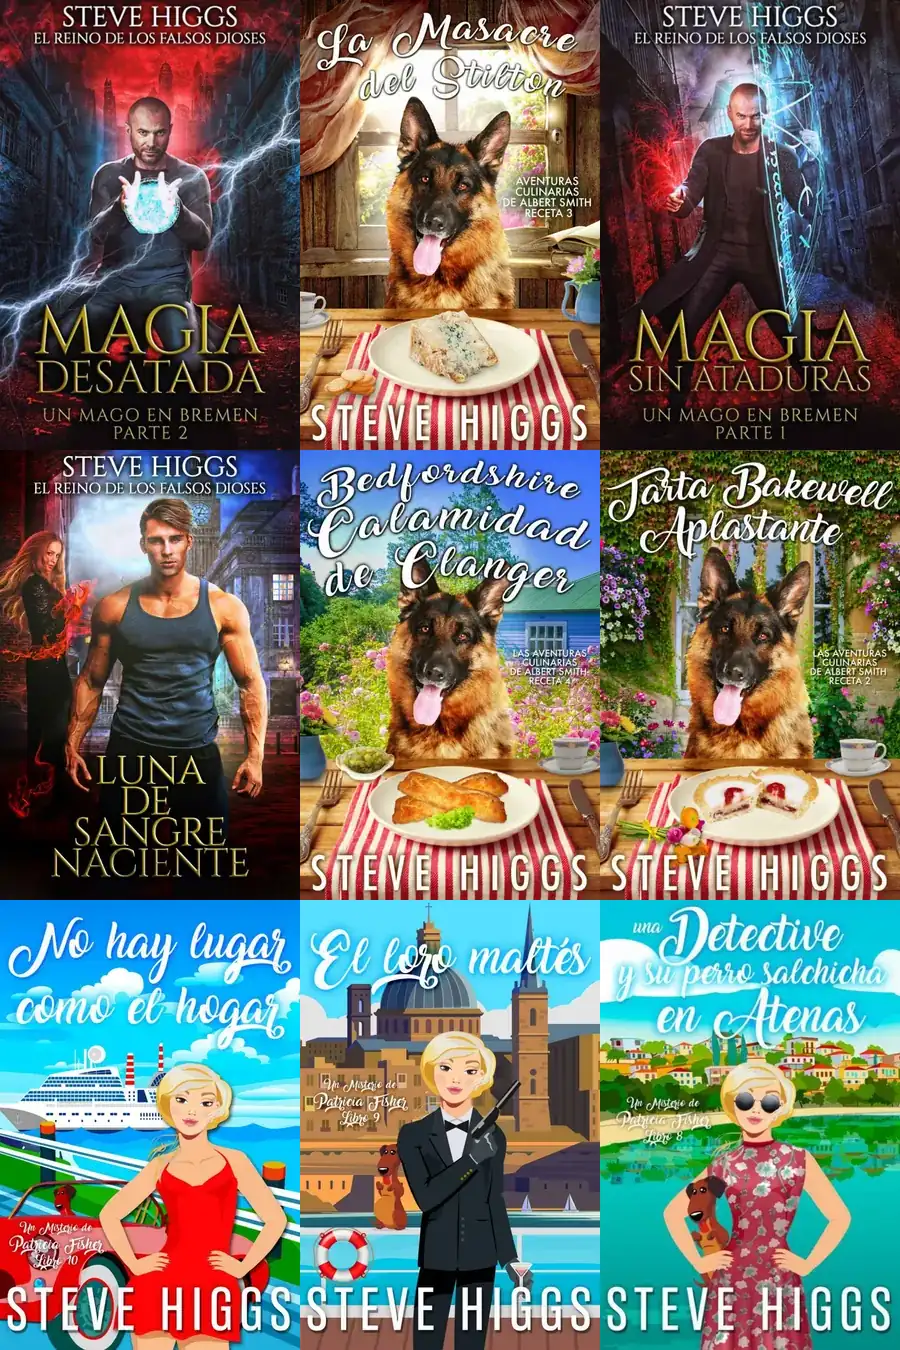 STEVE HIGGS
EL REINO DE LOS FALSOS DIOSES
MAGIA
DESATADA
UN MAGO EN BREMEN
PARTE 2
La Masacre
del Stilton
AVENTURAS
CULINARIAS
DE ALBERT SMITH
RECETA 3
STEVE HIGGS
STEVE HIGGS
EL REINO DE LOS FALSOS DIOSES
MAGIA
SIN ATADURAS
UN MAGO EN BREMEN
PARTE 1
STEVE HIGGS
EL REINO DE LOS FALSOS DIOSES
LUNA
DE
SANGRE
NACIENTE
Bedfordshire
Calamidad
de Clanger
LAS AVENTURAS
CULINARIAS
DE ALBERT SMITH
RECETA 4
STEVE HIGGS
Tarta Bakewell
Aplastante
LAS AVENTURAS
CULINARIAS
DE ALBERT SMITH
RECETA 2
STEVE HIGGS
No hay lugar
como el hogar
Un Misterio de
Patricia Fisher
Libro 10
STEVE HIGGS
El loro maltés
Un Misterio de
Patricia Fisher
Libro 9
STEVE HIGGS
una Detective
y su perro salchicha
en Atenas
Un Misterio de
Patricia Fisher
Libro 8
STEVE HIGGS